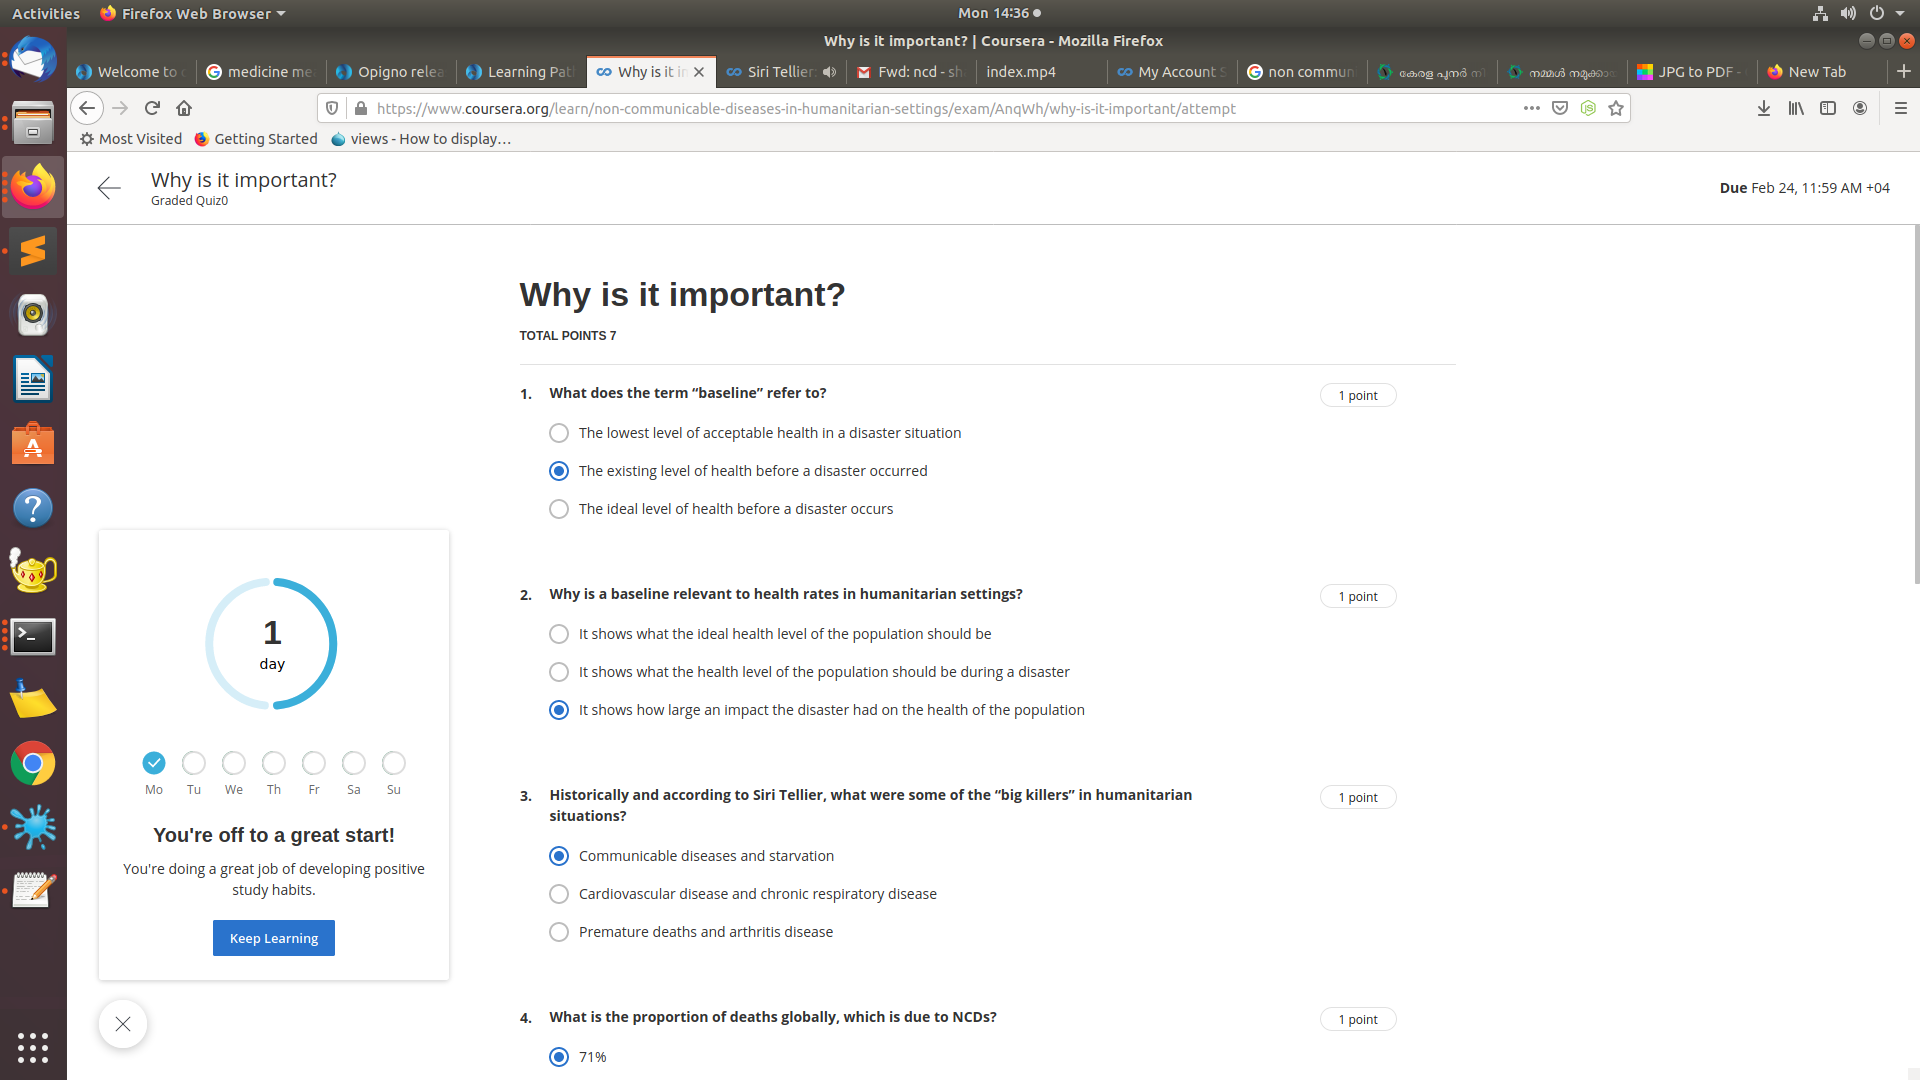 Activities
Firefox Web Browser
Mon 14:36
Why is it important? | Coursera - Mozilla Firefox
Welcome to
medicine me
Opigno relea
Learning Pat
Why is it i
Siri Tellier
Fwd: ncd - sh
index.mp4
My Account S
non commun
കേരള പുനർ ന
നമ്മൾ നമുക്കാ
JPG to PDF -
New Tab
https://www.coursera.org/learn/non-communicable-diseases-in-humanitarian-settings/exam/AnqWh/why-is-it-important/attempt
Most Visited
Getting Started
views - How to display...
Why is it important?
Graded Quiz0
Due Feb 24, 11:59 AM +04
Why is it important?
TOTAL POINTS 7
1. What does the term “baseline” refer to?
1 point
The lowest level of acceptable health in a disaster situation
The existing level of health before a disaster occurred
The ideal level of health before a disaster occurs
2. Why is a baseline relevant to health rates in humanitarian settings?
1 point
It shows what the ideal health level of the population should be
It shows what the health level of the population should be during a disaster
It shows how large an impact the disaster had on the health of the population
3. Historically and according to Siri Tellier, what were some of the “big killers” in humanitarian
situations?
1 point
Communicable diseases and starvation
Cardiovascular disease and chronic respiratory disease
Premature deaths and arthritis disease
4. What is the proportion of deaths globally, which is due to NCDs?
1 point
71%
1
day
Mo Tu We Th Fr Sa Su
You're off to a great start!
You're doing a great job of developing positive
study habits.
Keep Learning